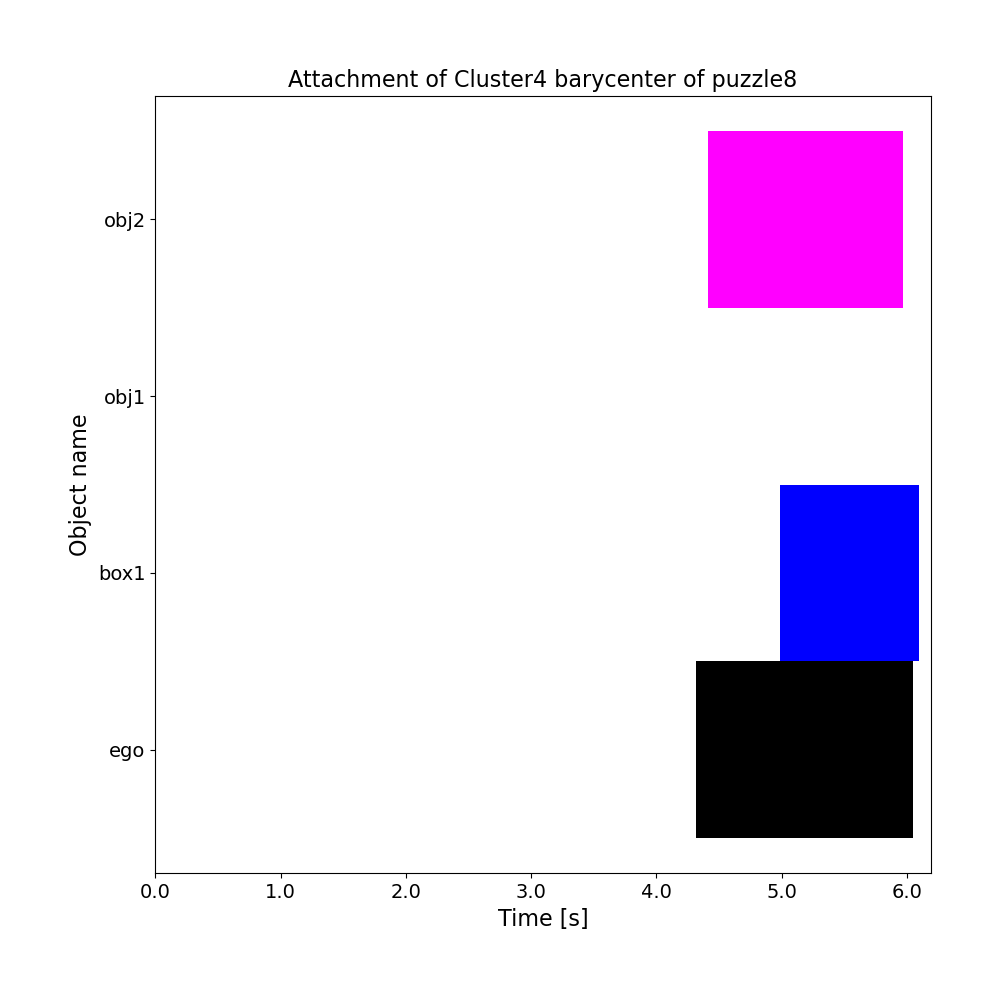 Attachment of Cluster4 barycenter of puzzle8
obj2
obj1
box1
ego
Object name
0.0 1.0 2.0 3.0 4.0 5.0 6.0
Time [s]